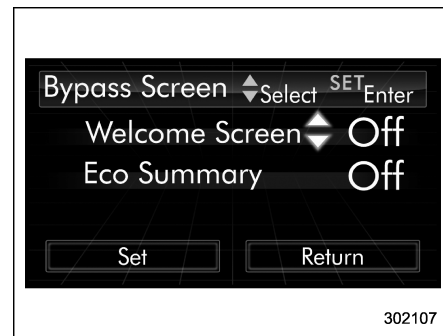 Bypass Screen Select SET Enter
Welcome Screen Off
Eco Summary Off
Set Return
302107